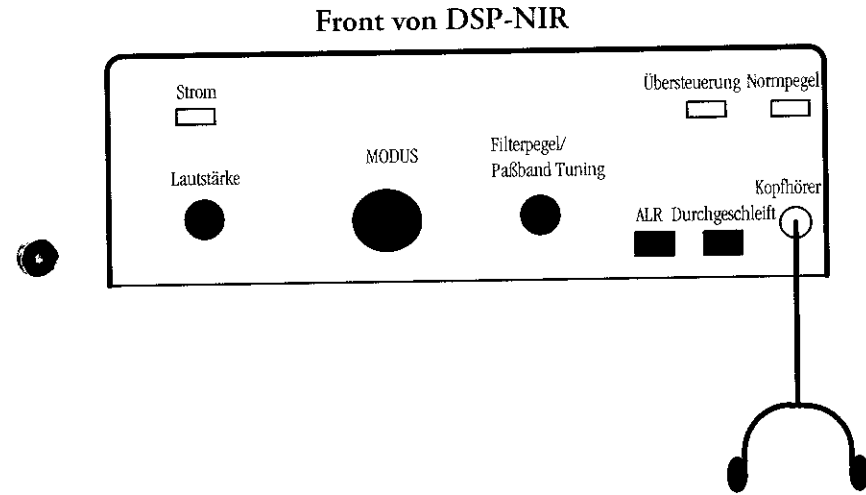 Front von DSP-NIR
Strom
Übersteuerung Normpegel
MODUS
Filterpegel/
Paßband Tuning
Lautstärke
Kopfhörer
ALR Durchgeschleift